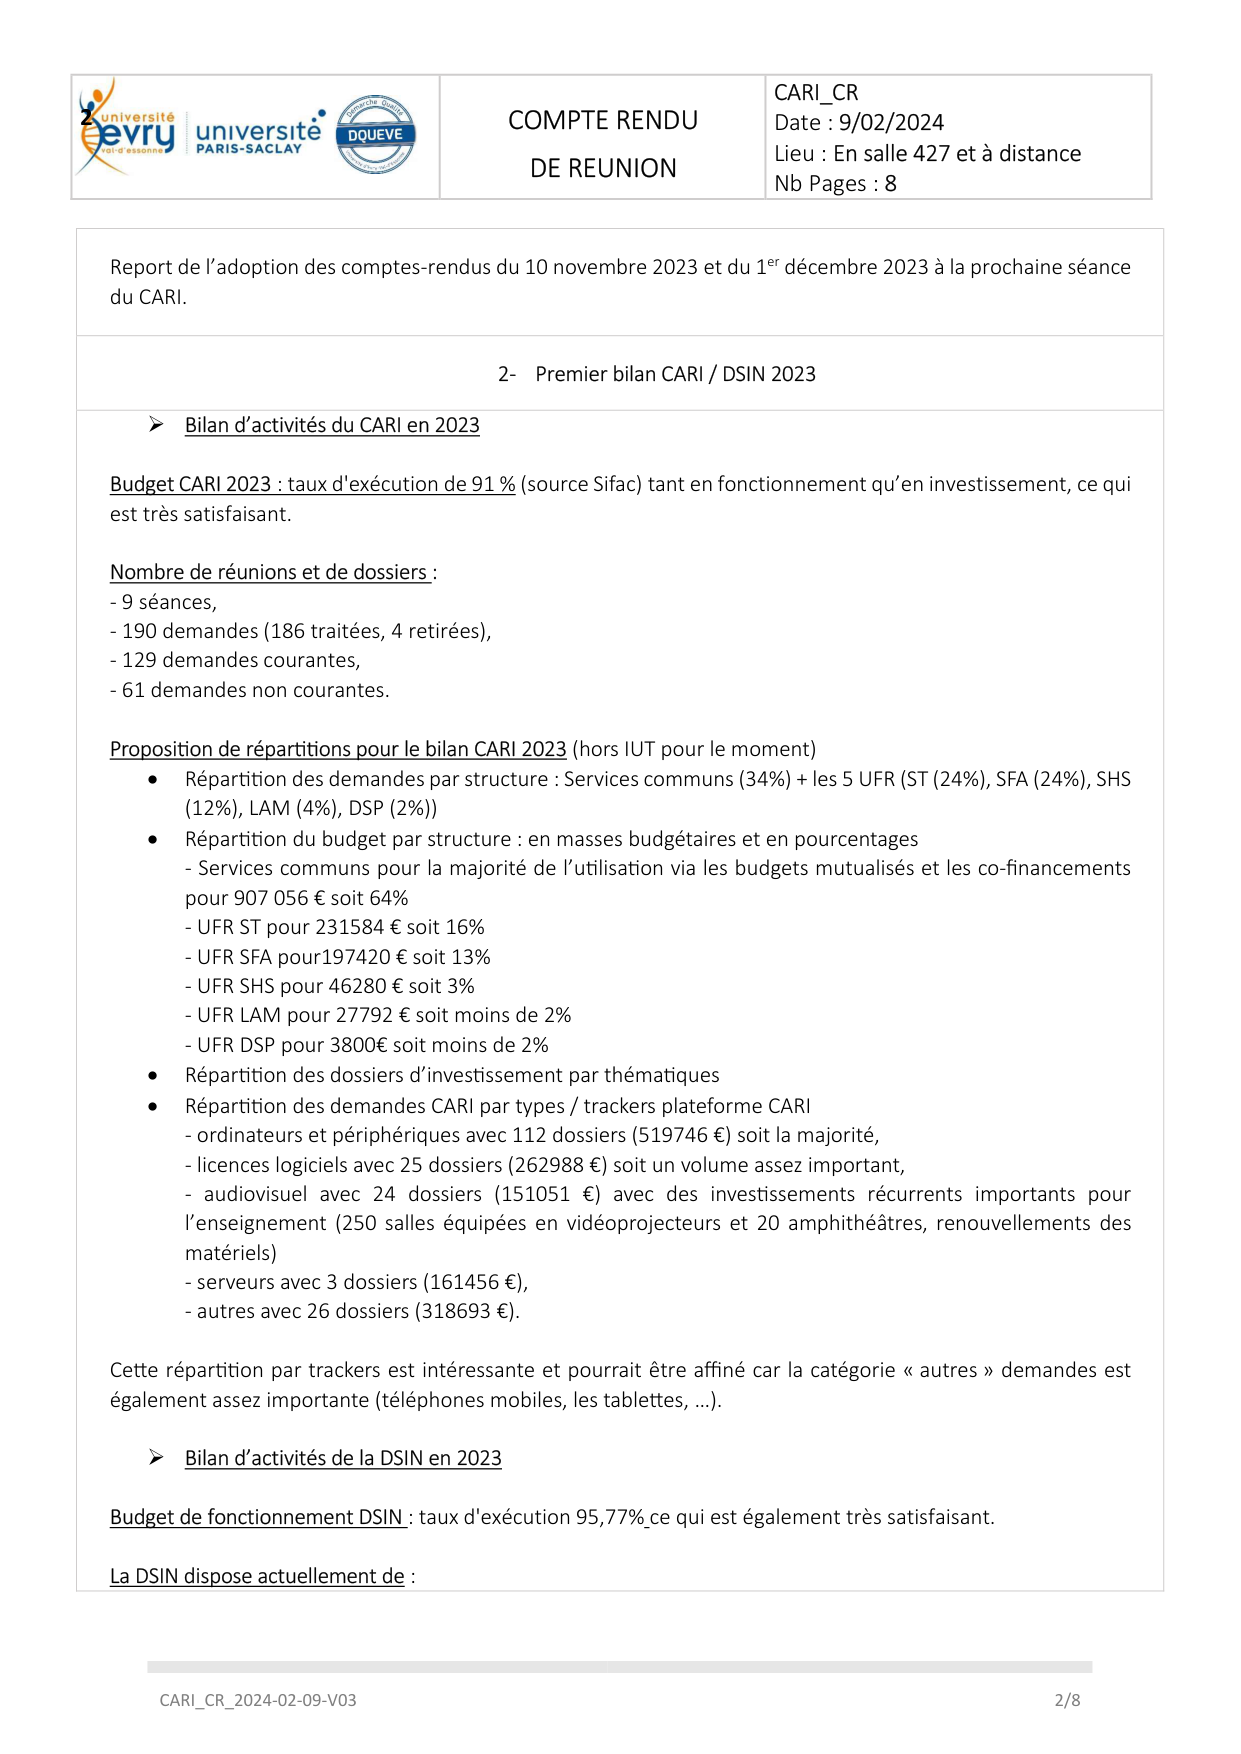 2
université
evry
val-d'essonne
université
PARIS-SACLAY
Démarche Qualité
DQUEVE
COMPTE RENDU
DE REUNION
CARI_CR
Date : 9/02/2024
Lieu : En salle 427 et à distance
Nb Pages : 8
Report de l’adoption des comptes-rendus du 10 novembre 2023 et du 1er décembre 2023 à la prochaine séance
du CARI.
2- Premier bilan CARI / DSIN 2023
➢ Bilan d’activités du CARI en 2023
Budget CARI 2023 : taux d'exécution de 91 % (source Sifac) tant en fonctionnement qu’en investissement, ce qui
est très satisfaisant.
Nombre de réunions et de dossiers :
- 9 séances,
- 190 demandes (186 traitées, 4 retirées),
- 129 demandes courantes,
- 61 demandes non courantes.
Proposition de répartitions pour le bilan CARI 2023 (hors IUT pour le moment)
• Répartition des demandes par structure : Services communs (34%) + les 5 UFR (ST (24%), SFA (24%), SHS
(12%), LAM (4%), DSP (2%))
• Répartition du budget par structure : en masses budgétaires et en pourcentages
- Services communs pour la majorité de l’utilisation via les budgets mutualisés et les co-financements
pour 907 056 € soit 64%
- UFR ST pour 231584 € soit 16%
- UFR SFA pour197420 € soit 13%
- UFR SHS pour 46280 € soit 3%
- UFR LAM pour 27792 € soit moins de 2%
- UFR DSP pour 3800€ soit moins de 2%
• Répartition des dossiers d’investissement par thématiques
• Répartition des demandes CARI par types / trackers plateforme CARI
- ordinateurs et périphériques avec 112 dossiers (519746 €) soit la majorité,
- licences logiciels avec 25 dossiers (262988 €) soit un volume assez important,
- audiovisuel avec 24 dossiers (151051 €) avec des investissements récurrents importants pour
l’enseignement (250 salles équipées en vidéoprojecteurs et 20 amphithéâtres, renouvellements des
matériels)
- serveurs avec 3 dossiers (161456 €),
- autres avec 26 dossiers (318693 €).
Cette répartition par trackers est intéressante et pourrait être affiné car la catégorie « autres » demandes est
également assez importante (téléphones mobiles, les tablettes, …).
➢ Bilan d’activités de la DSIN en 2023
Budget de fonctionnement DSIN : taux d'exécution 95,77% ce qui est également très satisfaisant.
La DSIN dispose actuellement de :
CARI_CR_2024-02-09-V03
2/8